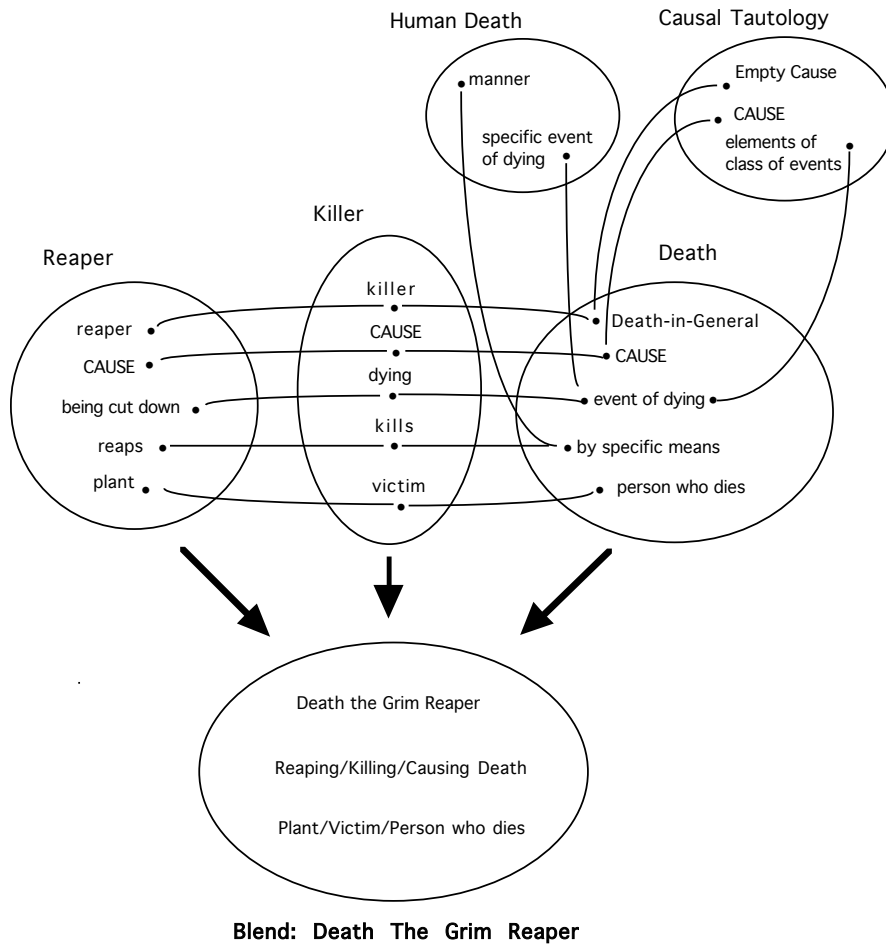 Human Death
Causal Tautology
manner
specific event
of dying
Empty Cause
CAUSE
elements of
class of events
Reaper
reaper
CAUSE
being cut down
reaps
plant
Killer
killer
CAUSE
dying
kills
victim
Death
Death-in-General
CAUSE
event of dying
by specific means
person who dies
Death the Grim Reaper
Reaping/Killing/Causing Death
Plant/Victim/Person who dies
Blend: Death The Grim Reaper